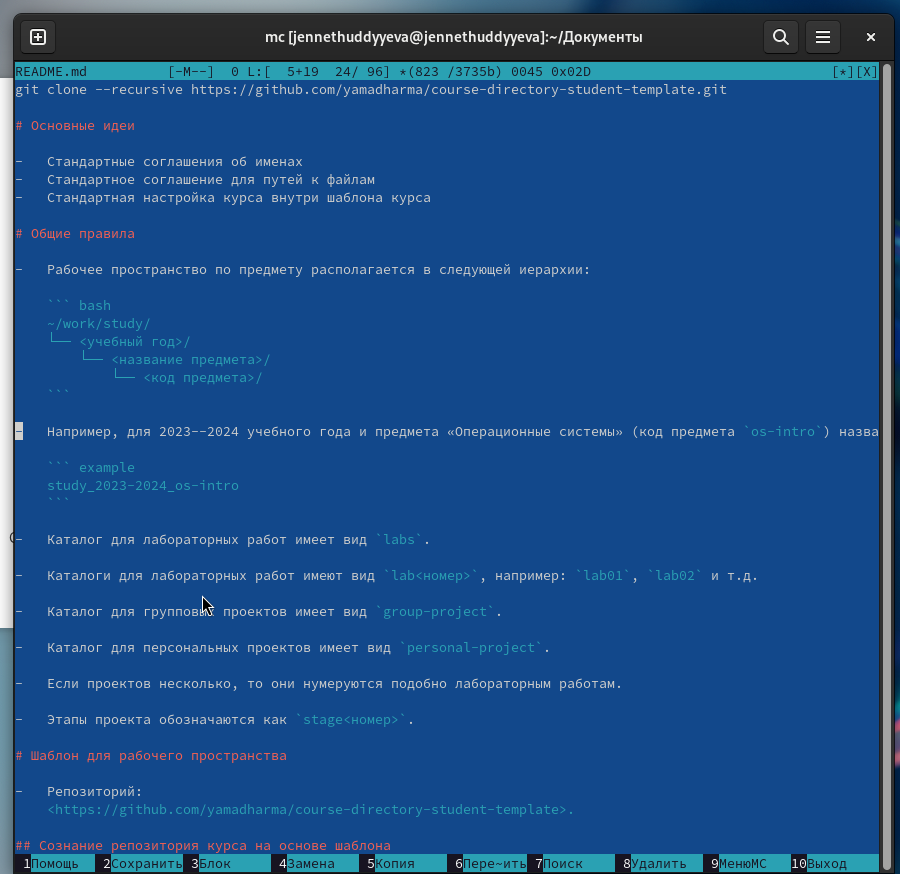 mc [jennethuddyyeva@jennethuddyyeva]:~/Документы
README.md [-M--] 0 L:[ 5+19 24/ 96] *(823 /3735b) 0045 0x02D [*][X]
git clone --recursive https://github.com/yamadharma/course-directory-student-template.git
# Основные идеи
- Стандартные соглашения об именах
- Стандартное соглашение для путей к файлам
- Стандартная настройка курса внутри шаблона курса
# Общие правила
- Рабочее пространство по предмету располагается в следующей иерархии:
``` bash
~/work/study/
└── <учебный год>/
└── <название предмета>/
└── <код предмета>/
```
- Например, для 2023--2024 учебного года и предмета «Операционные системы» (код предмета `os-intro`) назва
``` example
study_2023-2024_os-intro
```
- Каталог для лабораторных работ имеет вид `labs`.
- Каталоги для лабораторных работ имеют вид `lab<номер>`, например: `lab01`, `lab02` и т.д.
- Каталог для групповых проектов имеет вид `group-project`.
- Каталог для персональных проектов имеет вид `personal-project`.
- Если проектов несколько, то они нумеруются подобно лабораторным работам.
- Этапы проекта обозначаются как `stage<номер>`.
# Шаблон для рабочего пространства
- Репозиторий:
<https://github.com/yamadharma/course-directory-student-template>.
## Сознание репозитория курса на основе шаблона
1Помощь 2Сохранить 3Блок 4Замена 5Копия 6Пере~ить 7Поиск 8Удалить 9МенюMC 10Выход